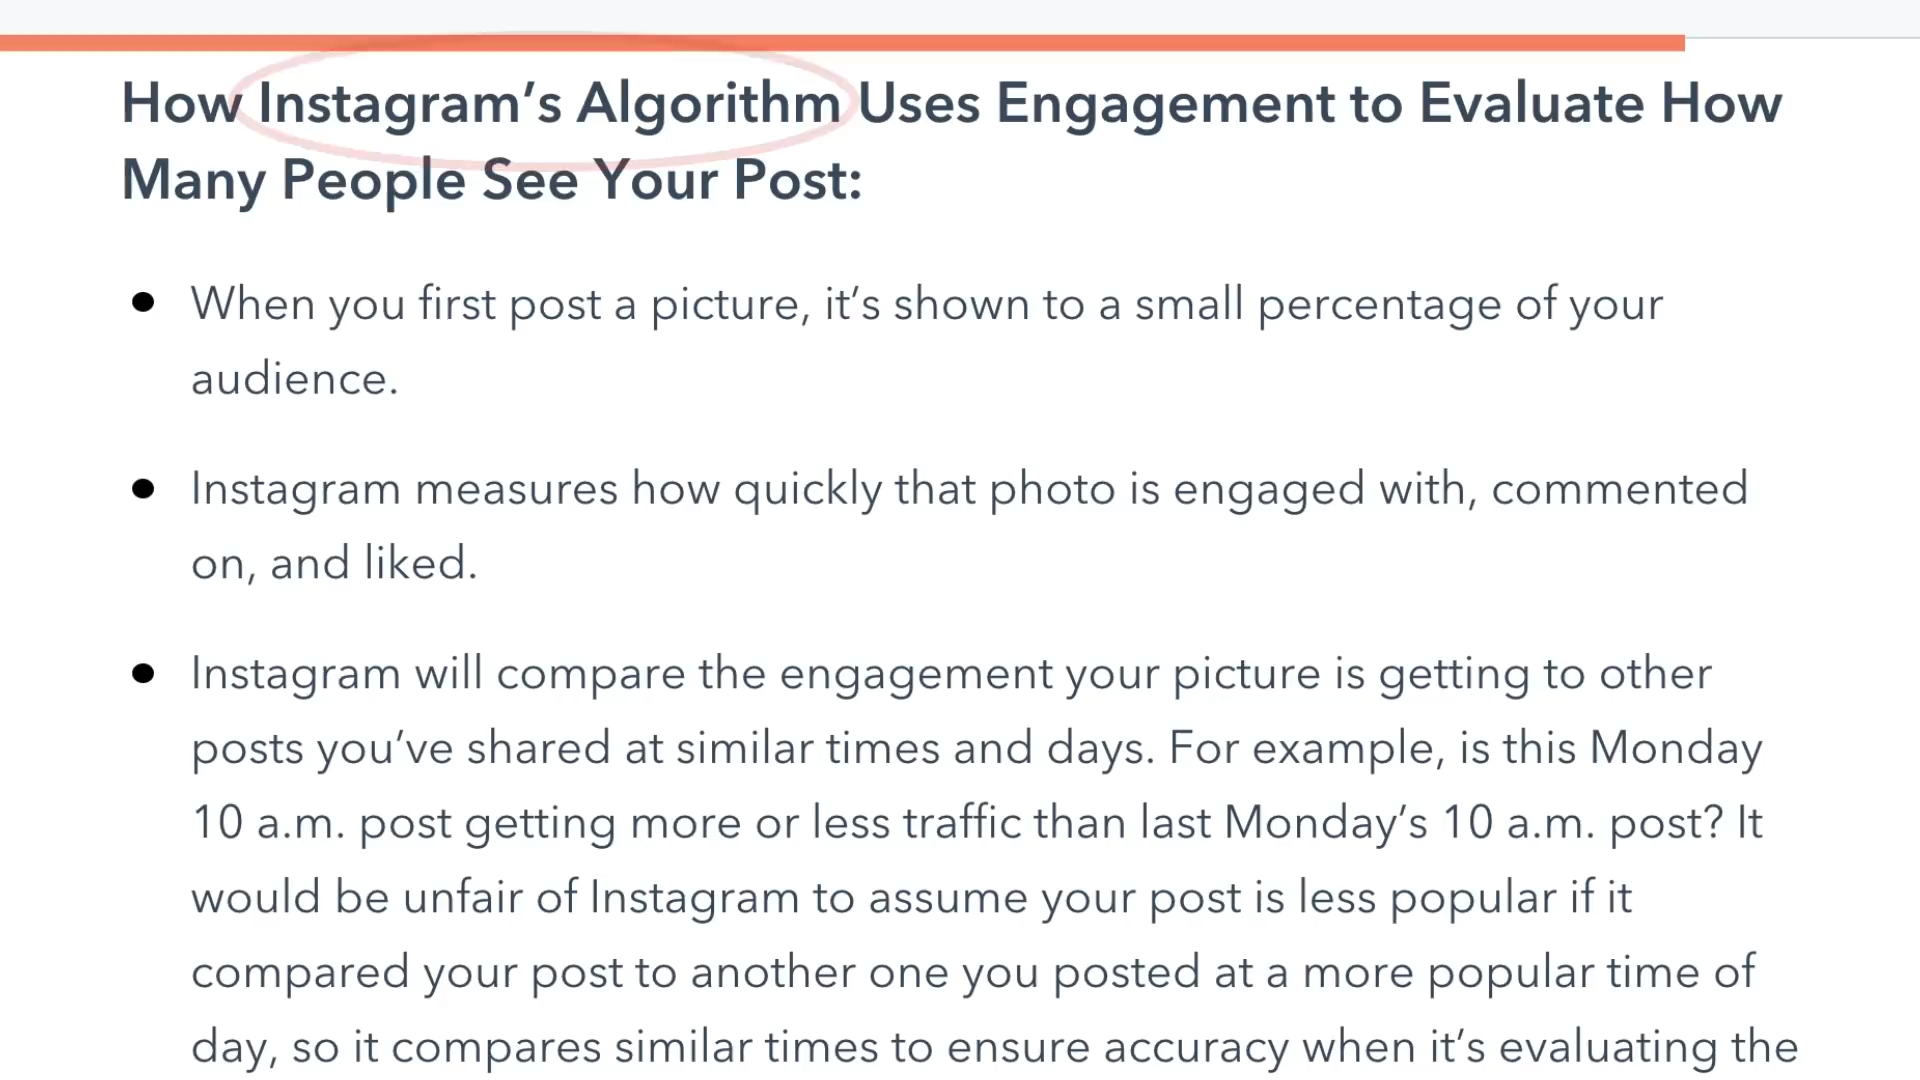 How Instagram’s Algorithm Uses Engagement to Evaluate How
Many People See Your Post:
● When you first post a picture, it’s shown to a small percentage of your
audience.
● Instagram measures how quickly that photo is engaged with, commented
on, and liked.
● Instagram will compare the engagement your picture is getting to other
posts you’ve shared at similar times and days. For example, is this Monday
10 a.m. post getting more or less traffic than last Monday’s 10 a.m. post? It
would be unfair of Instagram to assume your post is less popular if it
compared your post to another one you posted at a more popular time of
day, so it compares similar times to ensure accuracy when it’s evaluating the